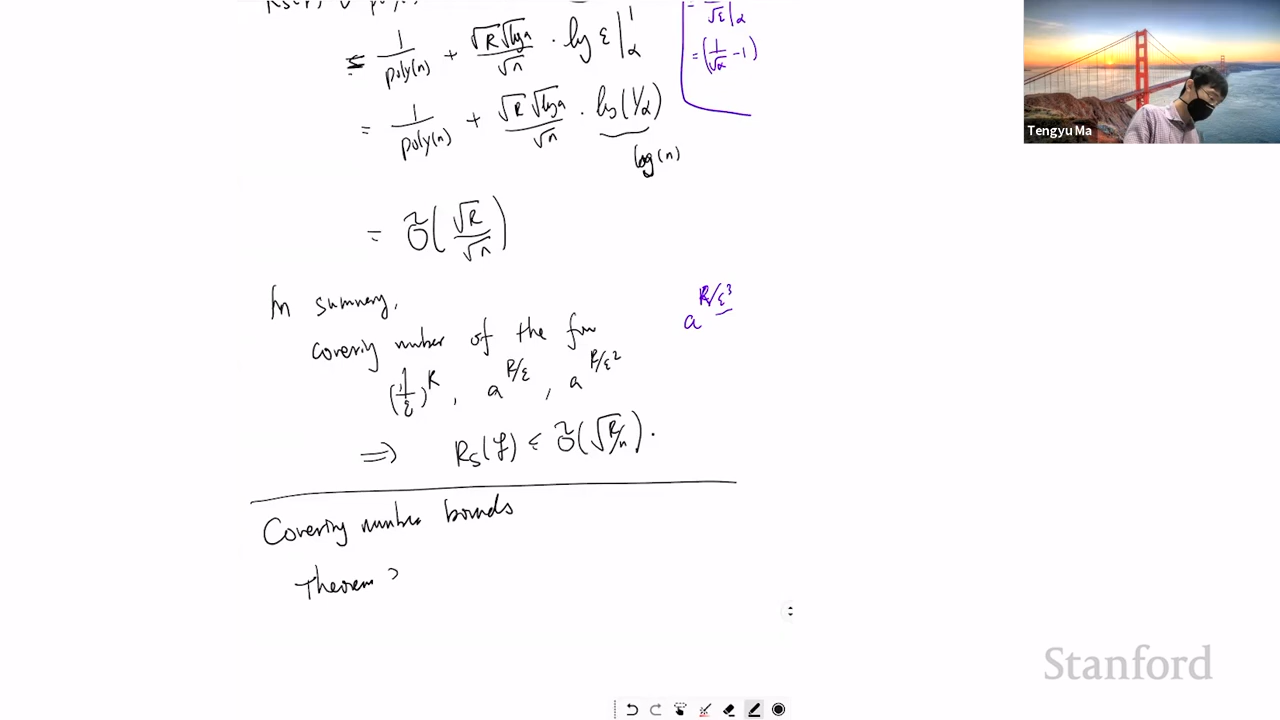 ≤ 1/poly(n) + √R √log a / √n · log ε |_α^1
= 1/poly(n) + √R √log a / √n · log(1/α)
log(n)
= Õ(√R/√n)
In summary,
covering number of the form
(1/ε)^R , a^{R/ε} , a^{R/ε²}
⟹ R_S(F) ≤ Õ(√(R/n)).
√ε |_α
= (1/√α - 1)
a^{R/ε³}
Covering number bounds
Theorem
Tengyu Ma
Stanford